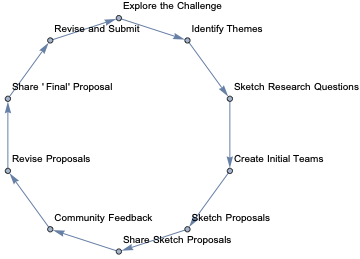 Explore the Challenge
Revise and Submit
Identify Themes
Share 'Final' Proposal
Sketch Research Questions
Revise Proposals
Create Initial Teams
Community Feedback
Sketch Proposals
Share Sketch Proposals